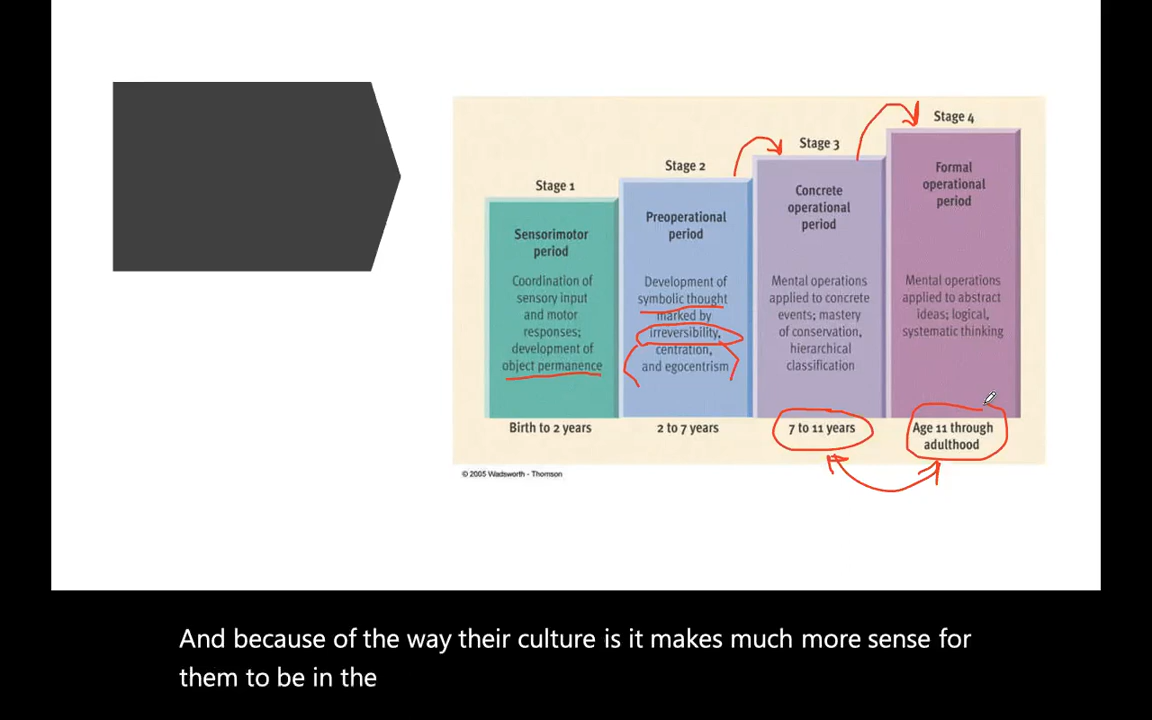 Stage 1
Sensorimotor
period
Coordination of
sensory input
and motor
responses;
development of
object permanence
Birth to 2 years
Stage 2
Preoperational
period
Development of
symbolic thought
marked by
irreversibility,
centration,
and egocentrism
2 to 7 years
Stage 3
Concrete
operational
period
Mental operations
applied to concrete
events; mastery
of conservation,
hierarchical
classification
7 to 11 years
Stage 4
Formal
operational
period
Mental operations
applied to abstract
ideas; logical,
systematic thinking
Age 11 through
adulthood
© 2005 Wadsworth - Thomson
And because of the way their culture is it makes much more sense for
them to be in the